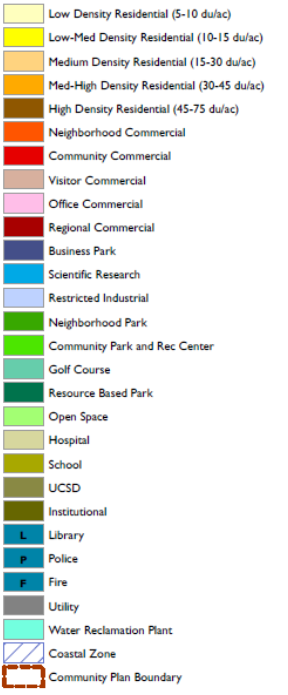 Low Density Residential (5-10 du/ac)
Low-Med Density Residential (10-15 du/ac)
Medium Density Residential (15-30 du/ac)
Med-High Density Residential (30-45 du/ac)
High Density Residential (45-75 du/ac)
Neighborhood Commercial
Community Commercial
Visitor Commercial
Office Commercial
Regional Commercial
Business Park
Scientific Research
Restricted Industrial
Neighborhood Park
Community Park and Rec Center
Golf Course
Resource Based Park
Open Space
Hospital
School
UCSD
Institutional
L Library
P Police
F Fire
Utility
Water Reclamation Plant
Coastal Zone
Community Plan Boundary